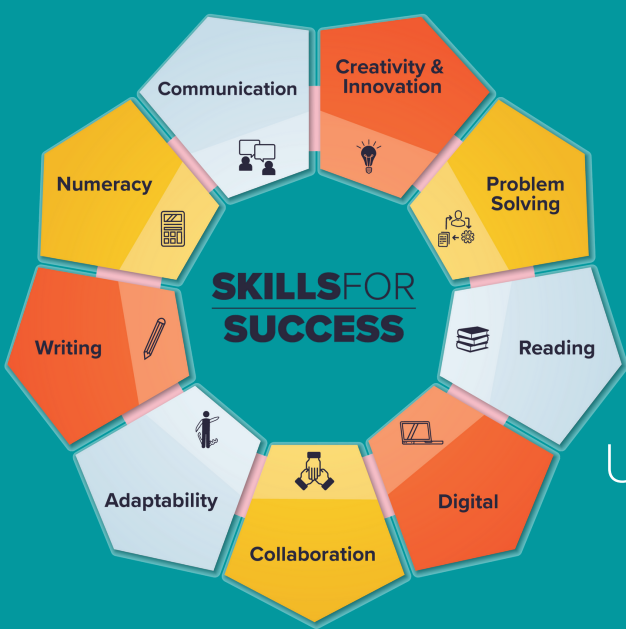 Communication
Creativity &
Innovation
Numeracy
Problem
Solving
SKILLSFOR
SUCCESS
Writing
Reading
Adaptability
Digital
Collaboration